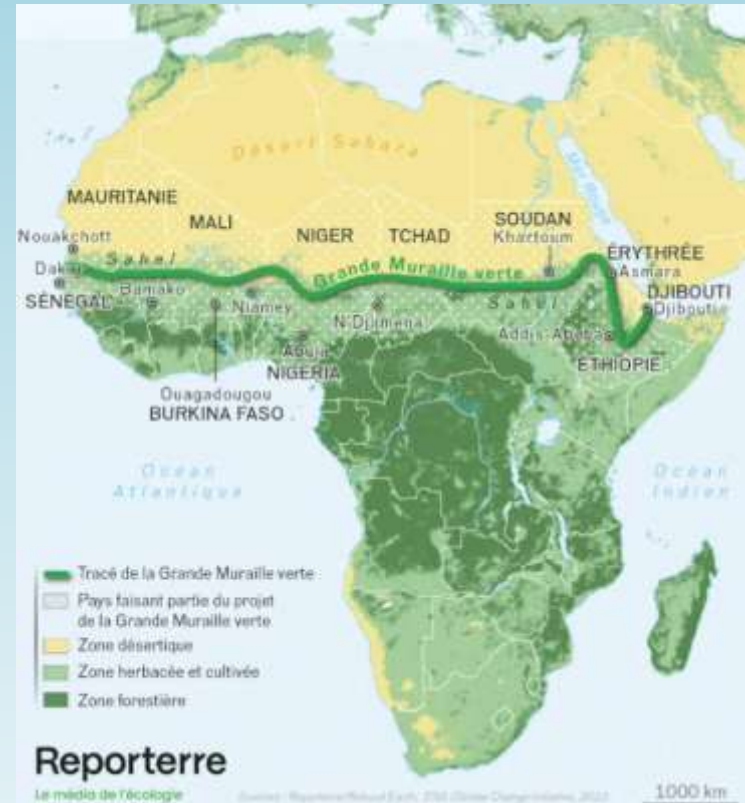 Désert Sahara
Mer Rouge
MAURITANIE
MALI
NIGER
TCHAD
SOUDAN
Khartoum
ÉRYTHRÉE
Asmara
Nouakchott
Sahel
Grande Muraille verte
Sahel
Dakar
SÉNÉGAL
Bamako
Niamey
N'Djimena
DJIBOUTI
Djibouti
Addis-Abeba
ÉTHIOPIE
Abuja
NIGERIA
Ouagadougou
BURKINA FASO
Océan
Atlantique
Océan
Indien
Tracé de la Grande Muraille verte
Pays faisant partie du projet
de la Grande Muraille verte
Zone désertique
Zone herbacée et cultivée
Zone forestière
Reporterre
Le média de l'écologie
1000 km